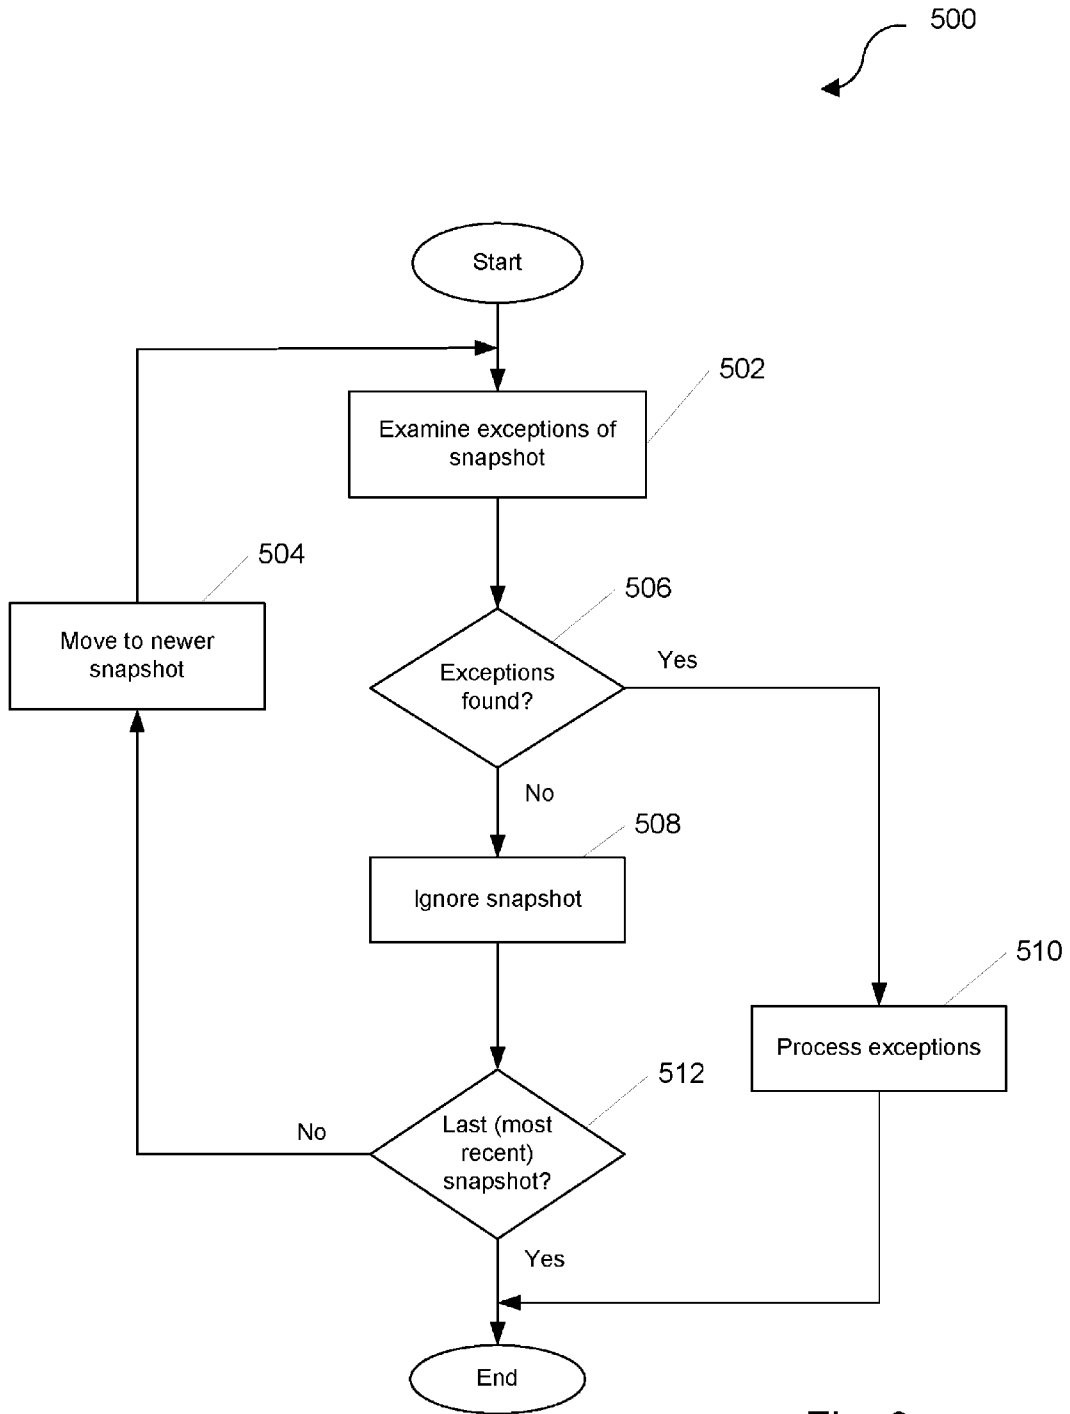 500
Start
502
Examine exceptions of
snapshot
504
Move to newer
snapshot
506
Exceptions
found?
Yes
No
508
Ignore snapshot
510
Process exceptions
512
Last (most
recent)
snapshot?
No
Yes
End